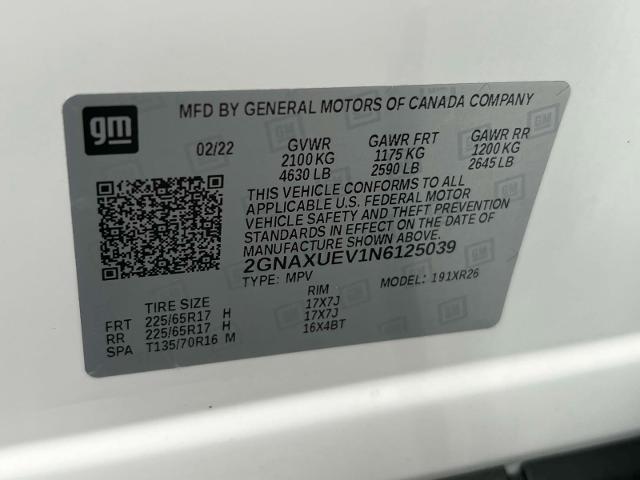 gm
MFD BY GENERAL MOTORS OF CANADA COMPANY
02/22 GVWR GAWR FRT GAWR RR
2100 KG 1175 KG 1200 KG
4630 LB 2590 LB 2645 LB
THIS VEHICLE CONFORMS TO ALL
APPLICABLE U.S. FEDERAL MOTOR
VEHICLE SAFETY AND THEFT PREVENTION
STANDARDS IN EFFECT ON THE DATE OF
MANUFACTURE SHOWN ABOVE.
2GNAXUEV1N6125039
TYPE: MPV MODEL: 191XR26
TIRE SIZE RIM
FRT 225/65R17 H 17X7J
RR 225/65R17 H 17X7J
SPA T135/70R16 M 16X4BT